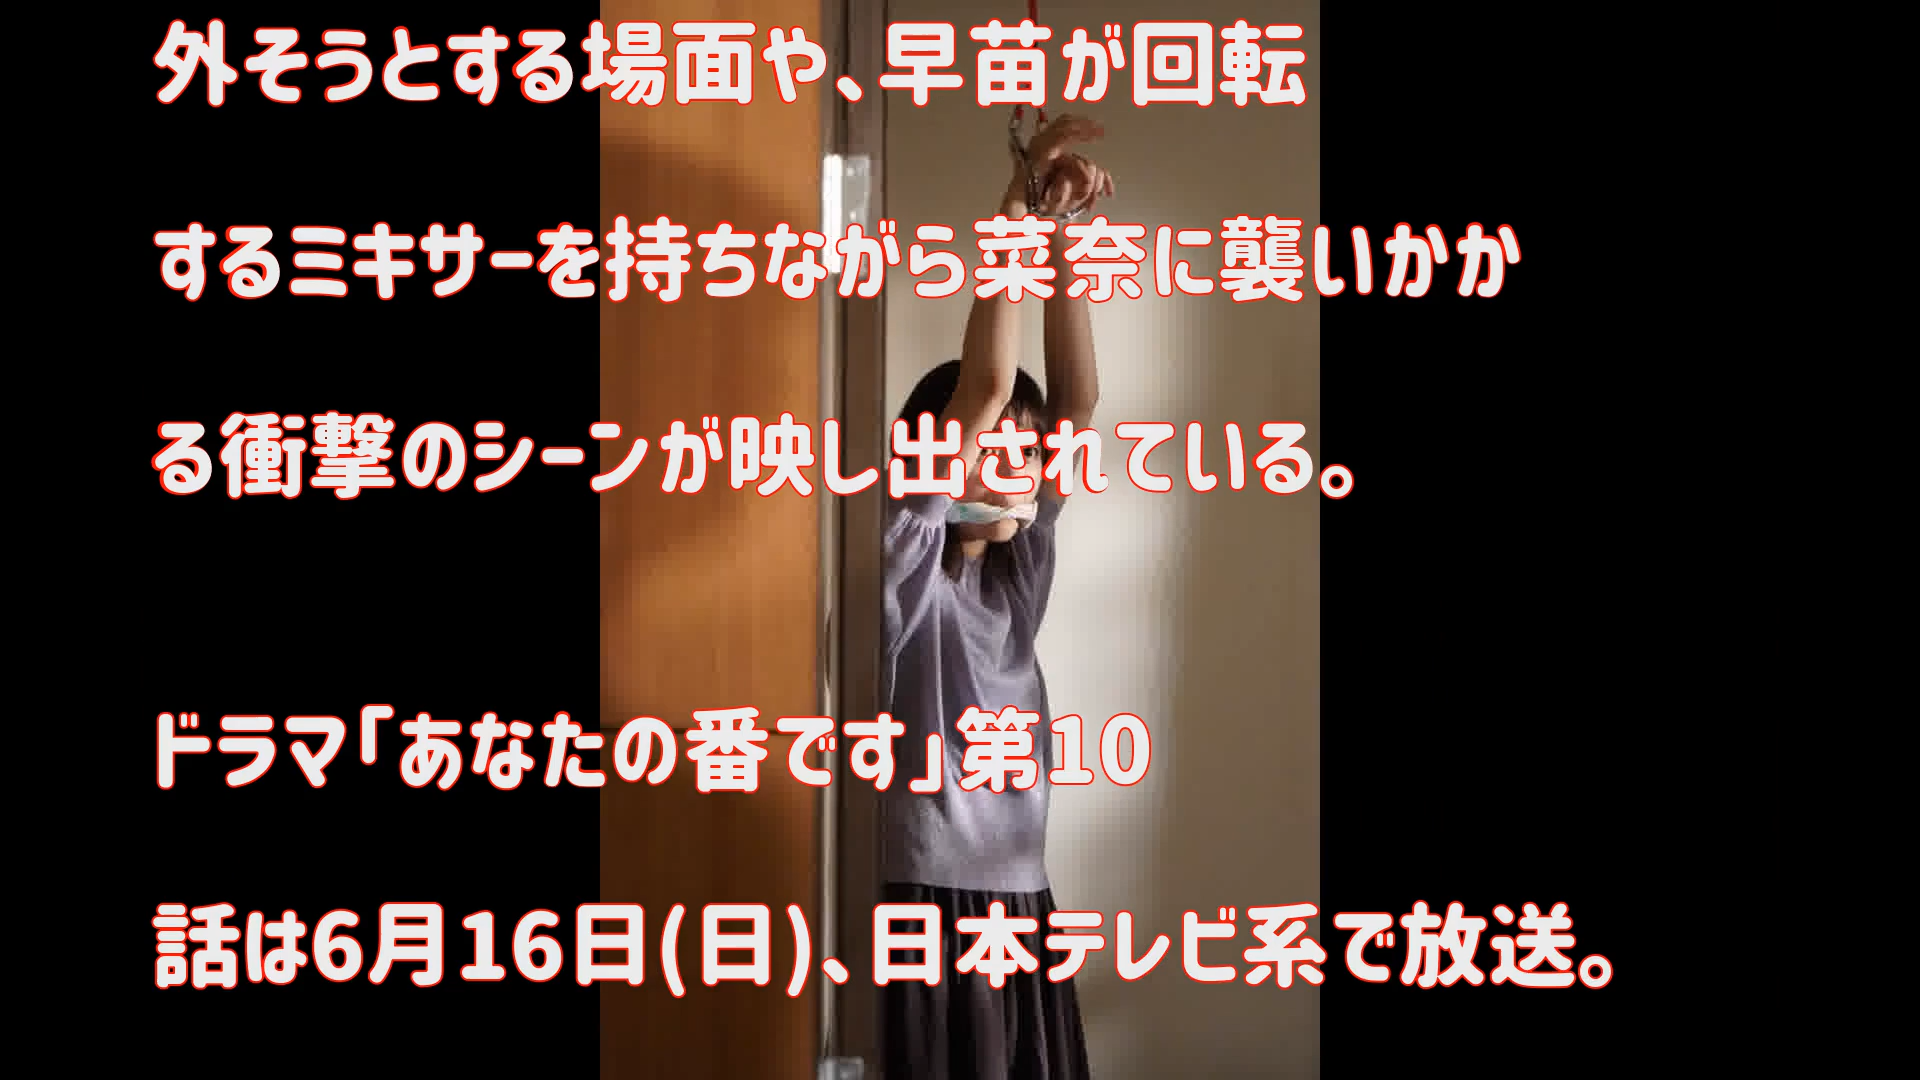 外そうとする場面や、早苗が回転
するミキサーを持ちながら菜奈に襲いかか
る衝撃のシーンが映し出されている。
ドラマ「あなたの番です」第10
話は6月16日(日)、日本テレビ系で放送。